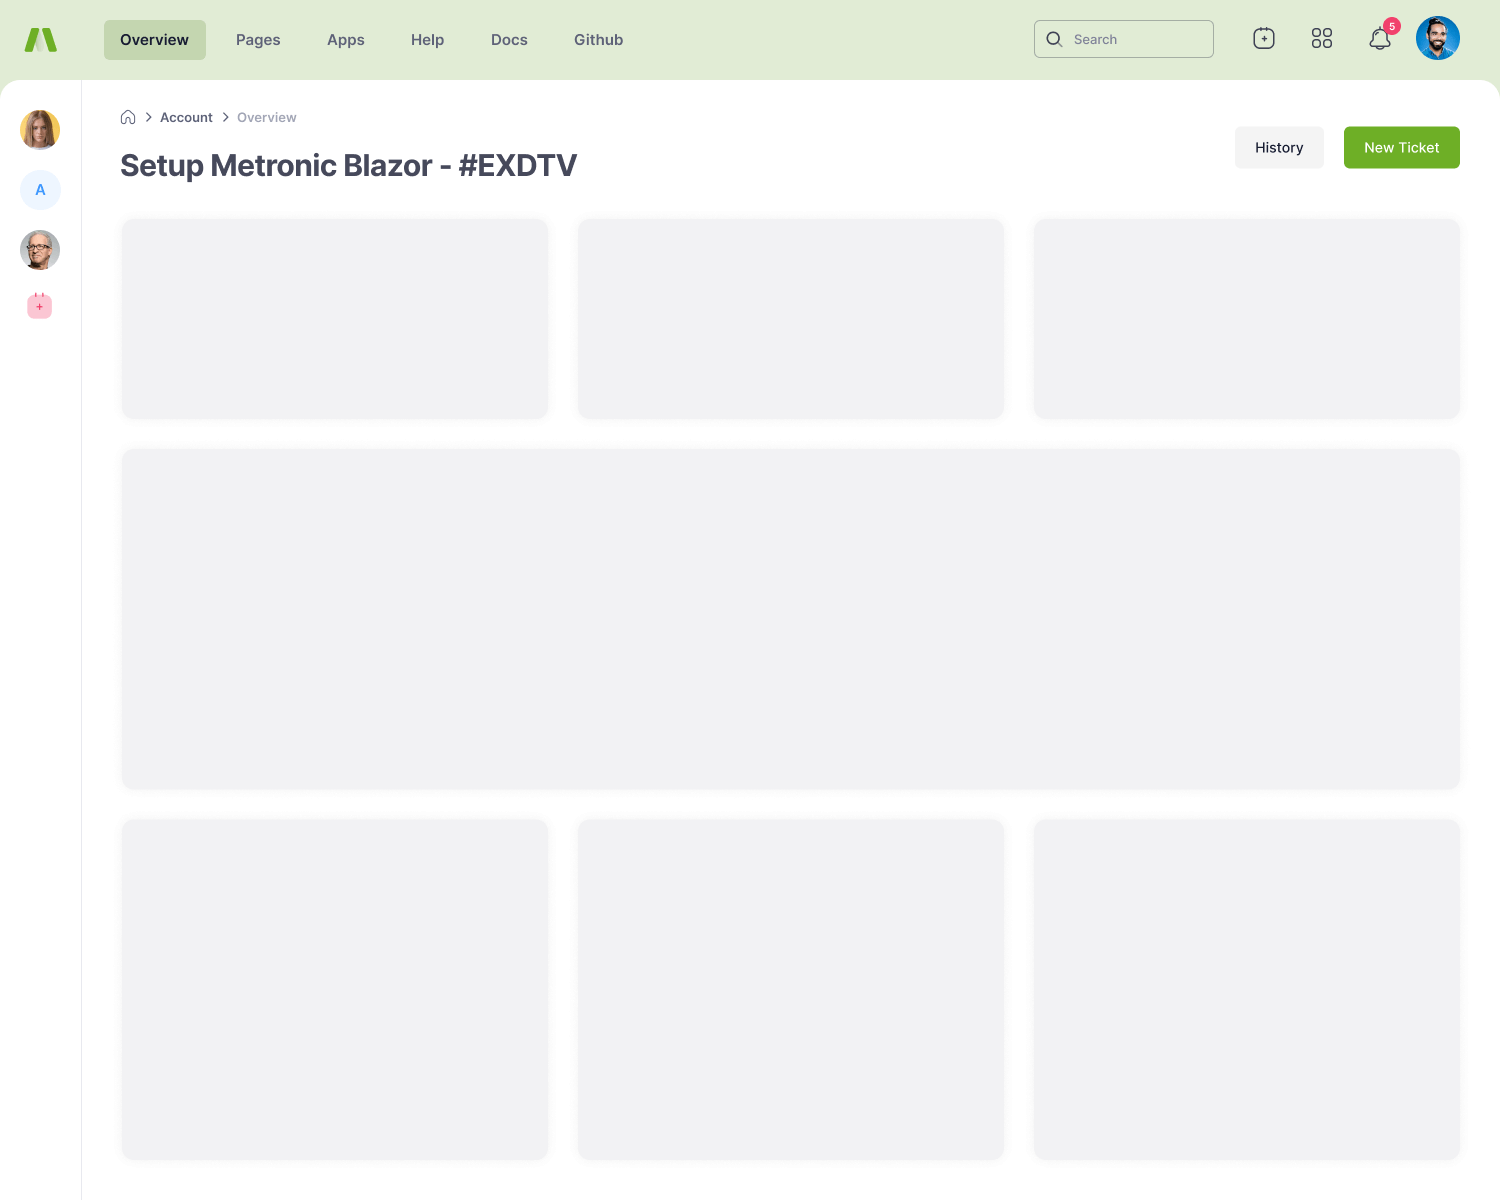 Overview Pages Apps Help Docs Github Search 5
Account Overview
Setup Metronic Blazor - #EXDTV
History New Ticket
A